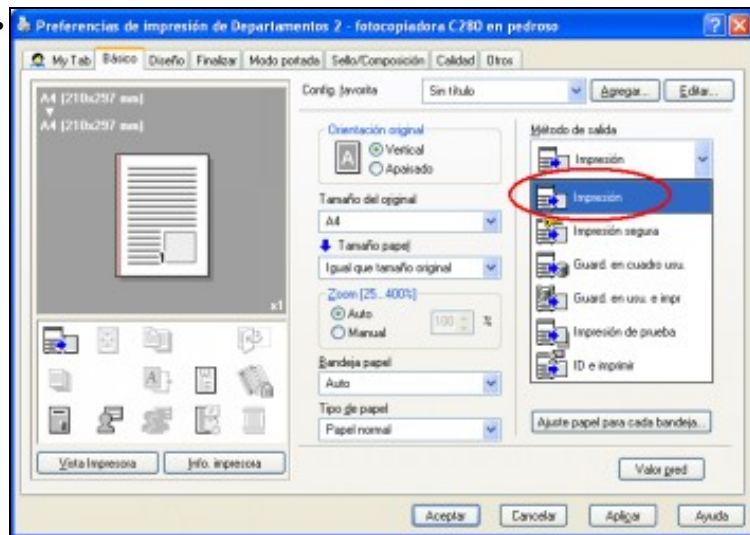 Preferencias de impresión de Departamentos 2 - fotocopiadora C280 en pedroso
My Tab Básico Diseño Finalizar Modo portada Sello/Composición Calidad Otros
A4 (210x297 mm)
A4 (210x297 mm)
x1
Vista Impresora Info. impresora
Config. favorita Sin título Agregar... Editar...
Orientación original
A
Vertical
Apaisado
Tamaño del original
A4
Tamaño papel
Igual que tamaño original
Zoom [25...400%]
Auto
Manual
100 %
Bandeja papel
Auto
Tipo de papel
Papel normal
Método de salida
Impresión
Impresión
Impresión segura
Guard. en cuadro usu.
Guard. en usu. e impr
Impresión de prueba
ID e imprimir
Ajuste papel para cada bandeja...
Valor pred
Aceptar Cancelar Aplicar Ayuda